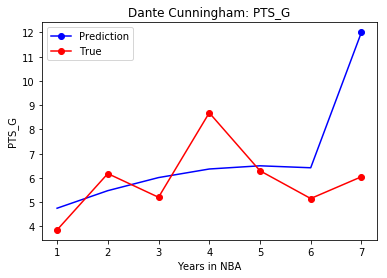 Dante Cunningham: PTS_G
Prediction
True
12
11
10
9
8
7
6
5
4
PTS_G
1 2 3 4 5 6 7
Years in NBA